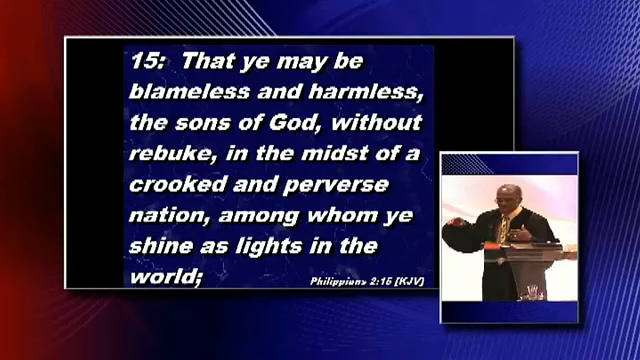 15:  That ye may be
blameless and harmless,
the sons of God, without
rebuke, in the midst of a
crooked and perverse
nation, among whom ye
shine as lights in the
world;
Philippians 2:15 [KJV]